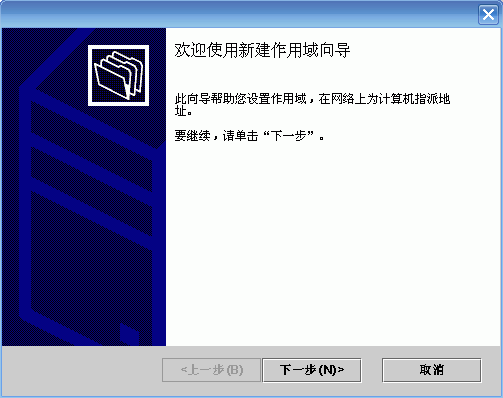 欢迎使用新建作用域向导
此向导帮助您设置作用域，在网络上为计算机指派地
址。
要继续，请单击“下一步”。
<上一步(B) 下一步(N)> 取消